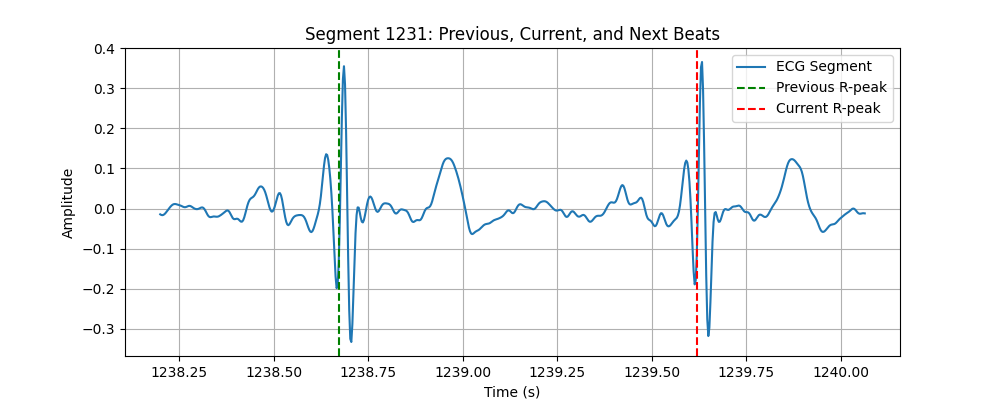 Segment 1231: Previous, Current, and Next Beats
0.4
0.3
0.2
0.1
0.0
−0.1
−0.2
−0.3
Amplitude
ECG Segment
Previous R-peak
Current R-peak
1238.25 1238.50 1238.75 1239.00 1239.25 1239.50 1239.75 1240.00
Time (s)